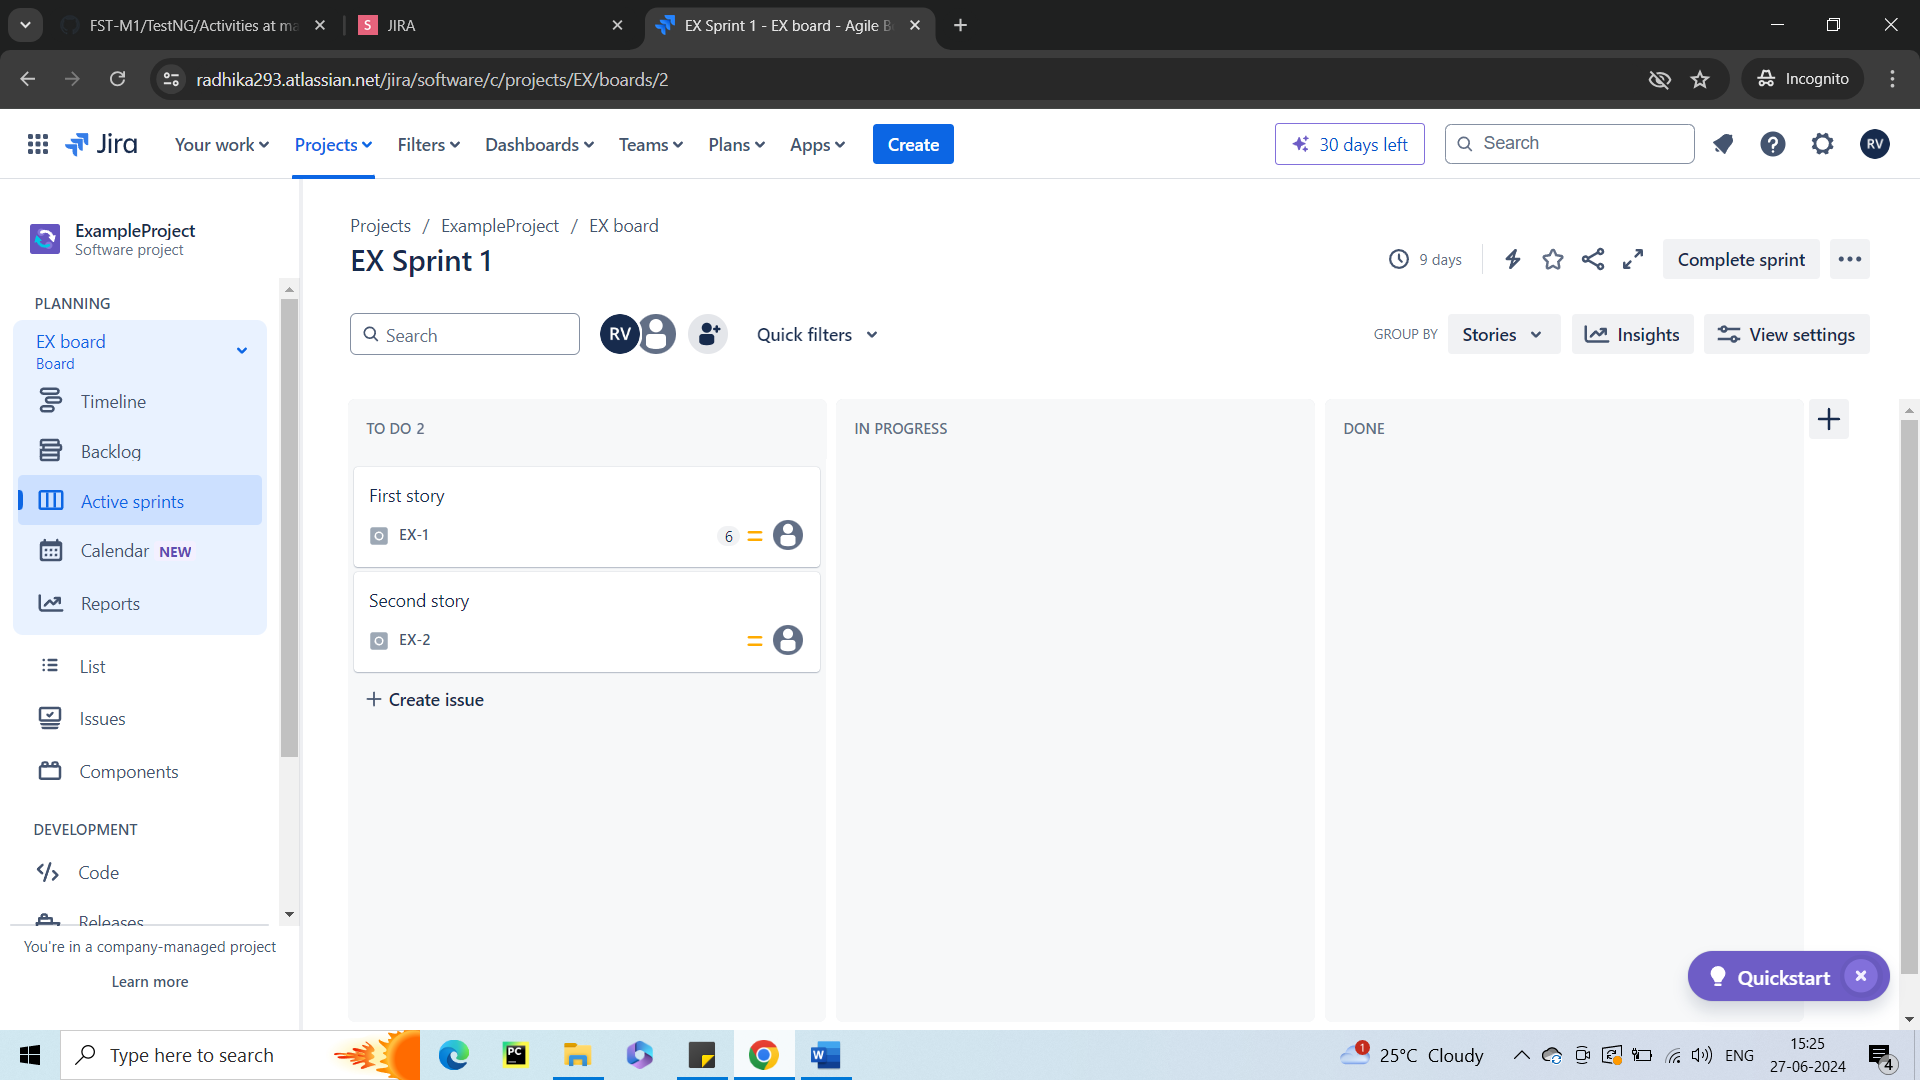 FST-M1/TestNG/Activities at ma
S JIRA
EX Sprint 1 - EX board - Agile B
radhika293.atlassian.net/jira/software/c/projects/EX/boards/2
Incognito
Jira
Your work
Projects
Filters
Dashboards
Teams
Plans
Apps
Create
30 days left
Search
RV
ExampleProject
Software project
PLANNING
EX board
Board
Timeline
Backlog
Active sprints
Calendar NEW
Reports
List
Issues
Components
DEVELOPMENT
Code
Releases
You're in a company-managed project
Learn more
Projects / ExampleProject / EX board
EX Sprint 1
9 days
Complete sprint
Search
RV
Quick filters
GROUP BY
Stories
Insights
View settings
TO DO 2
IN PROGRESS
DONE
First story
EX-1
6
Second story
EX-2
+ Create issue
Quickstart
Type here to search
PC
W
1
25°C Cloudy
ENG
15:25
27-06-2024
4